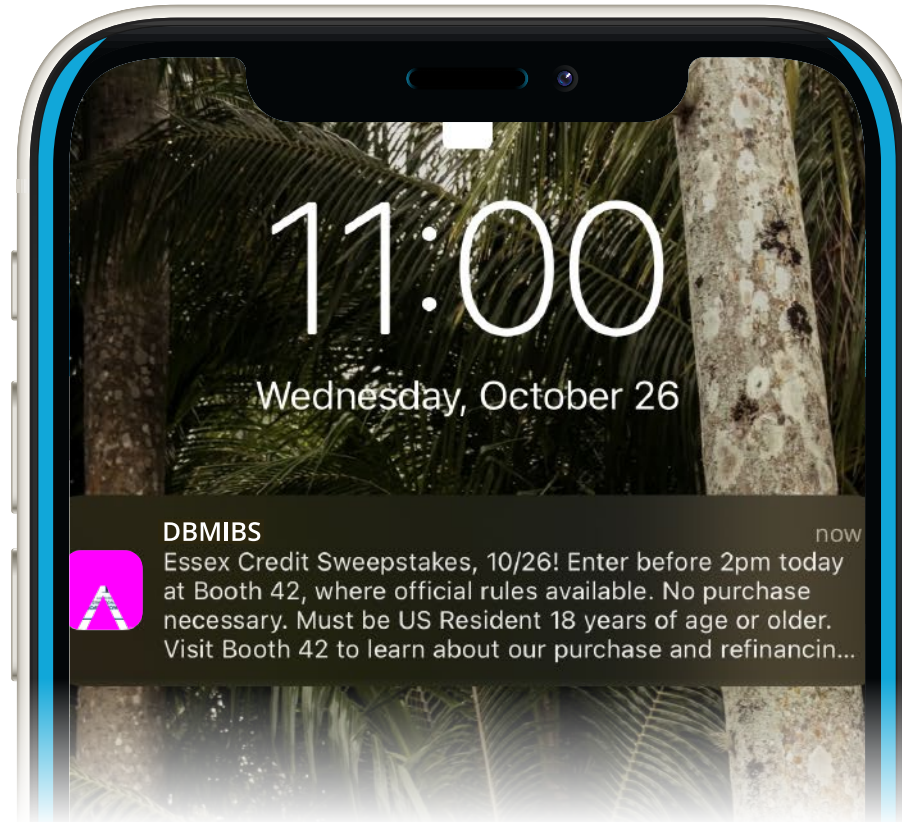 11:00
Wednesday, October 26
DBMIBS
now
Essex Credit Sweepstakes, 10/26! Enter before 2pm today
at Booth 42, where official rules available. No purchase
necessary. Must be US Resident 18 years of age or older.
Visit Booth 42 to learn about our purchase and refinancin...